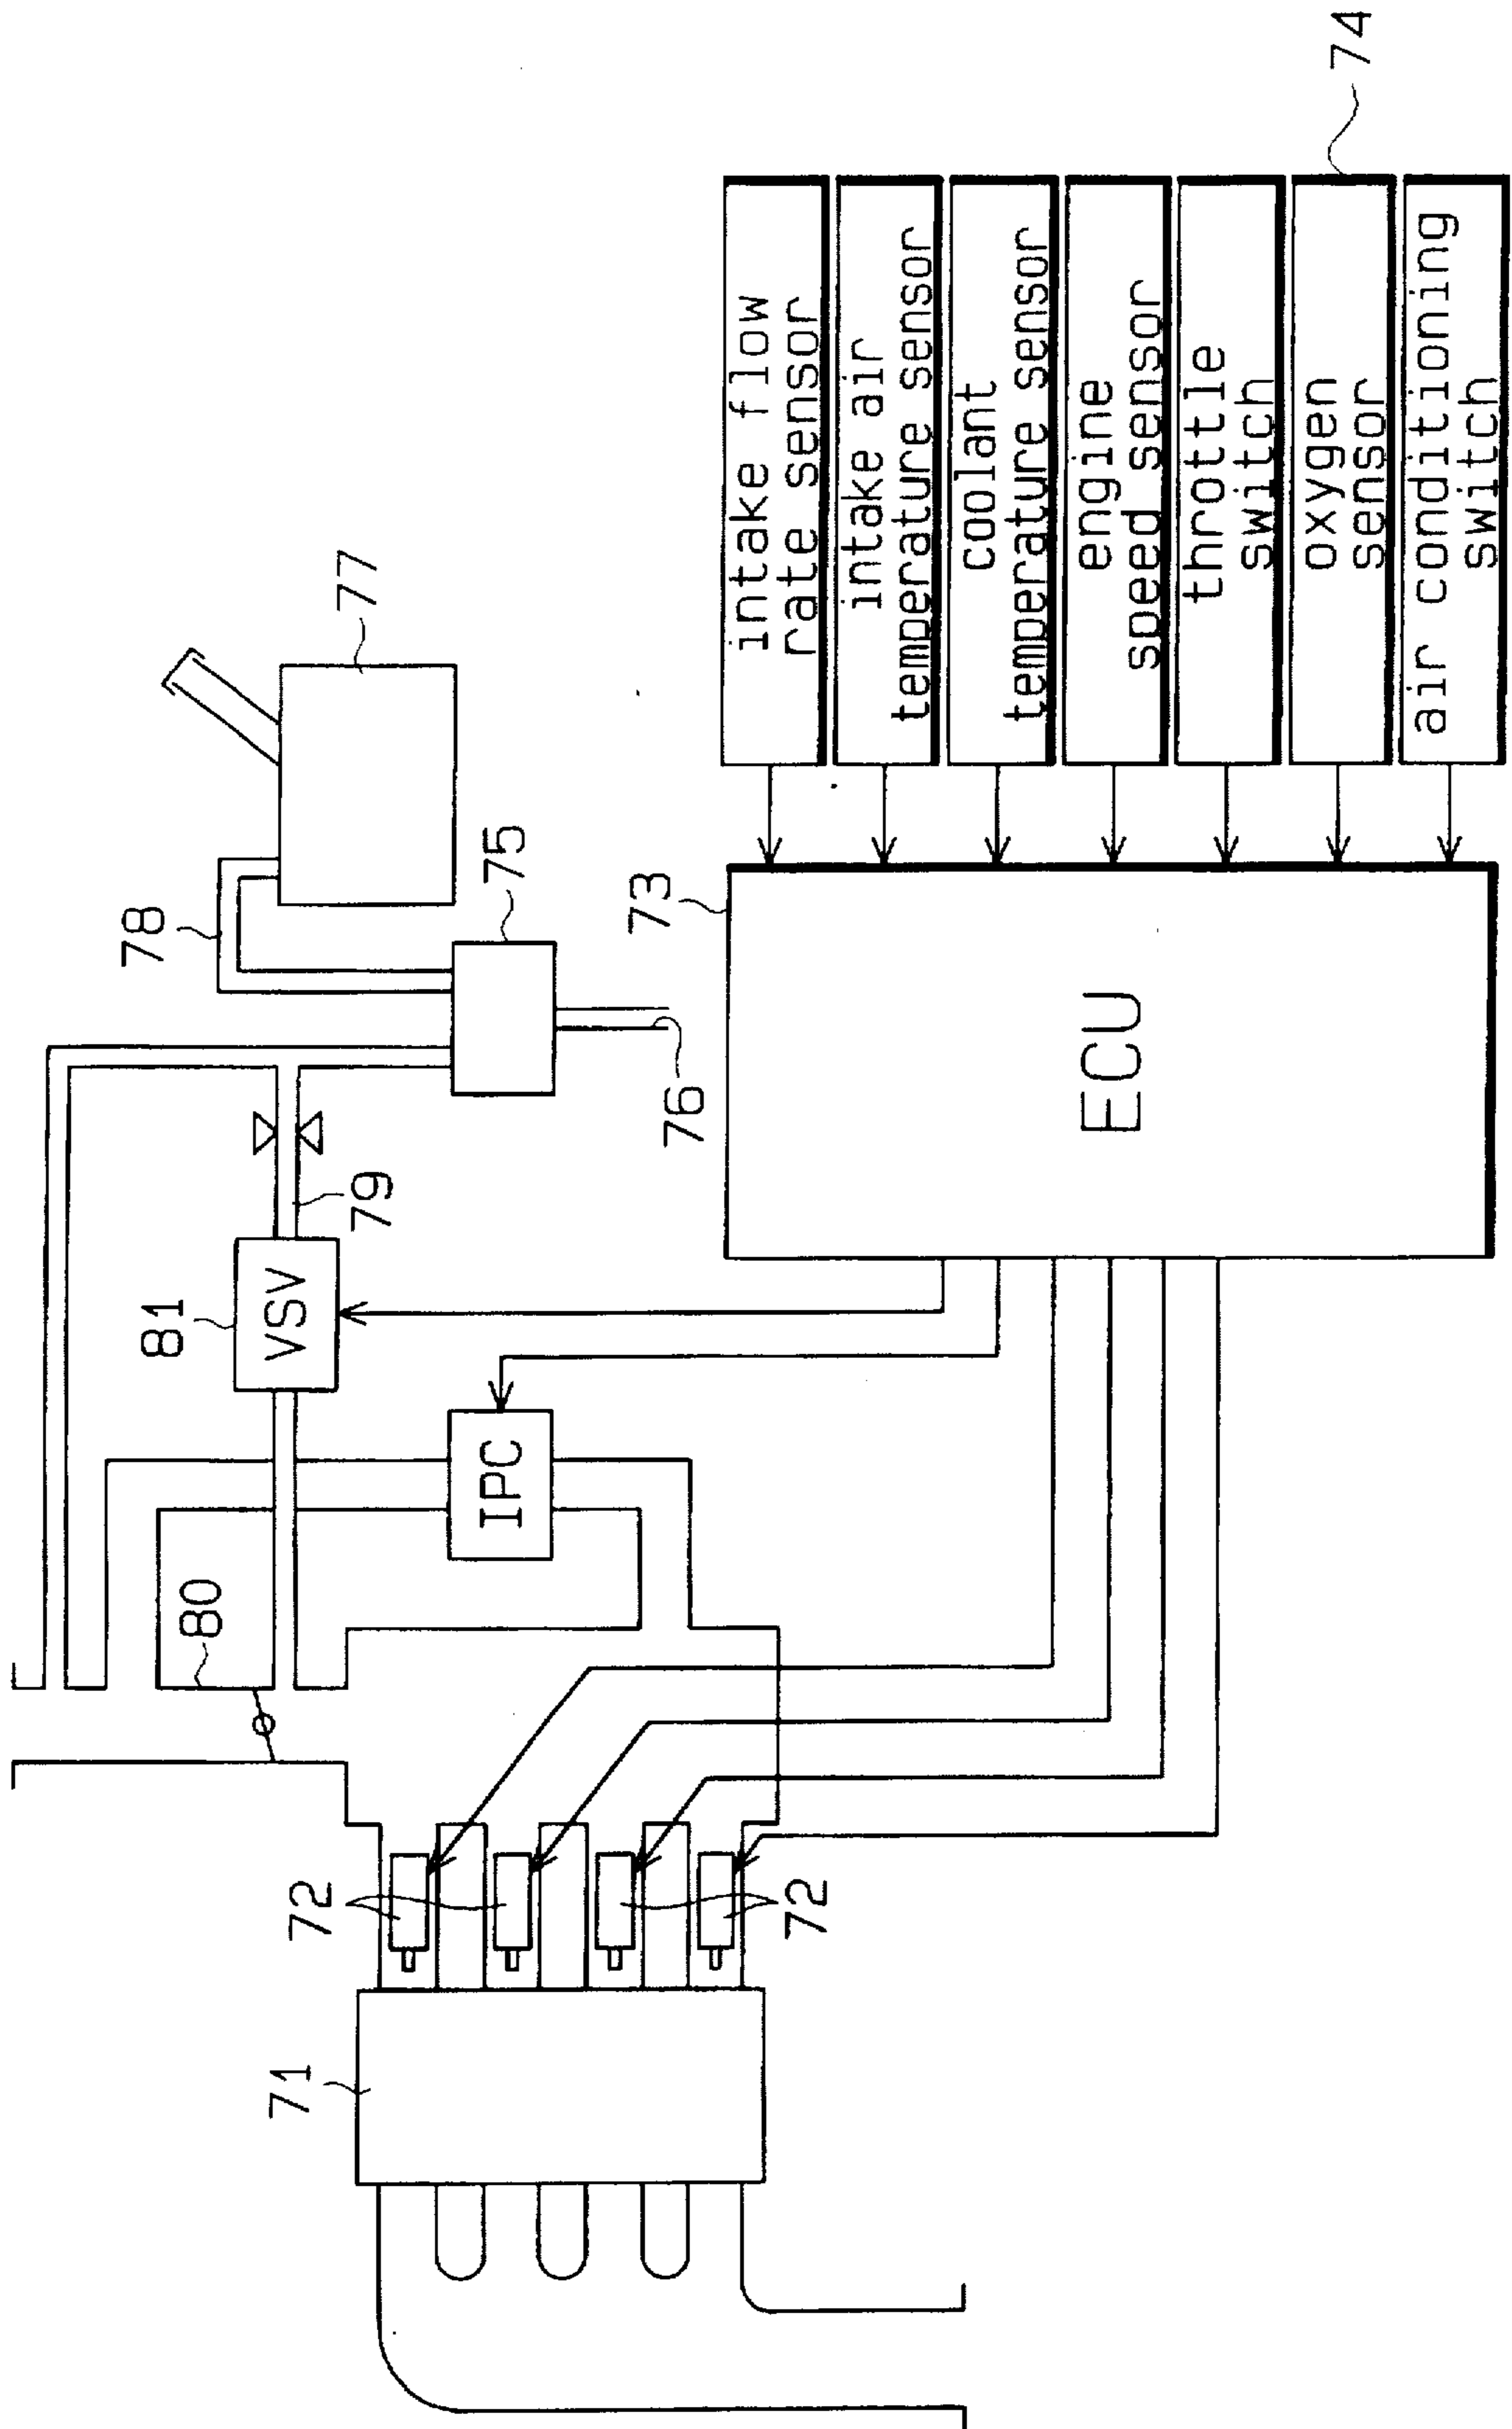 74
intake flow
rate sensor
intake air
temperature sensor
coolant
temperature sensor
engine
speed sensor
throttle
switch
oxygen
sensor
air conditioning
switch
77
78
75
73
76
ECU
79
81
VSV
IPC
80
72
72
71